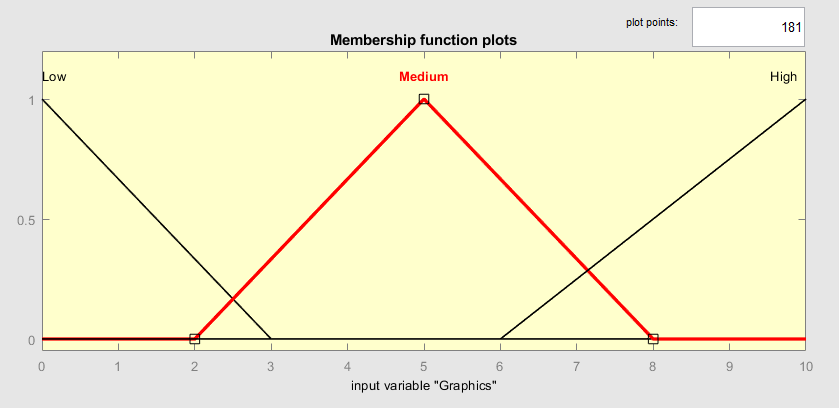 plot points: 181
Membership function plots
Low Medium High
1
0.5
0
0 1 2 3 4 5 6 7 8 9 10
input variable "Graphics"